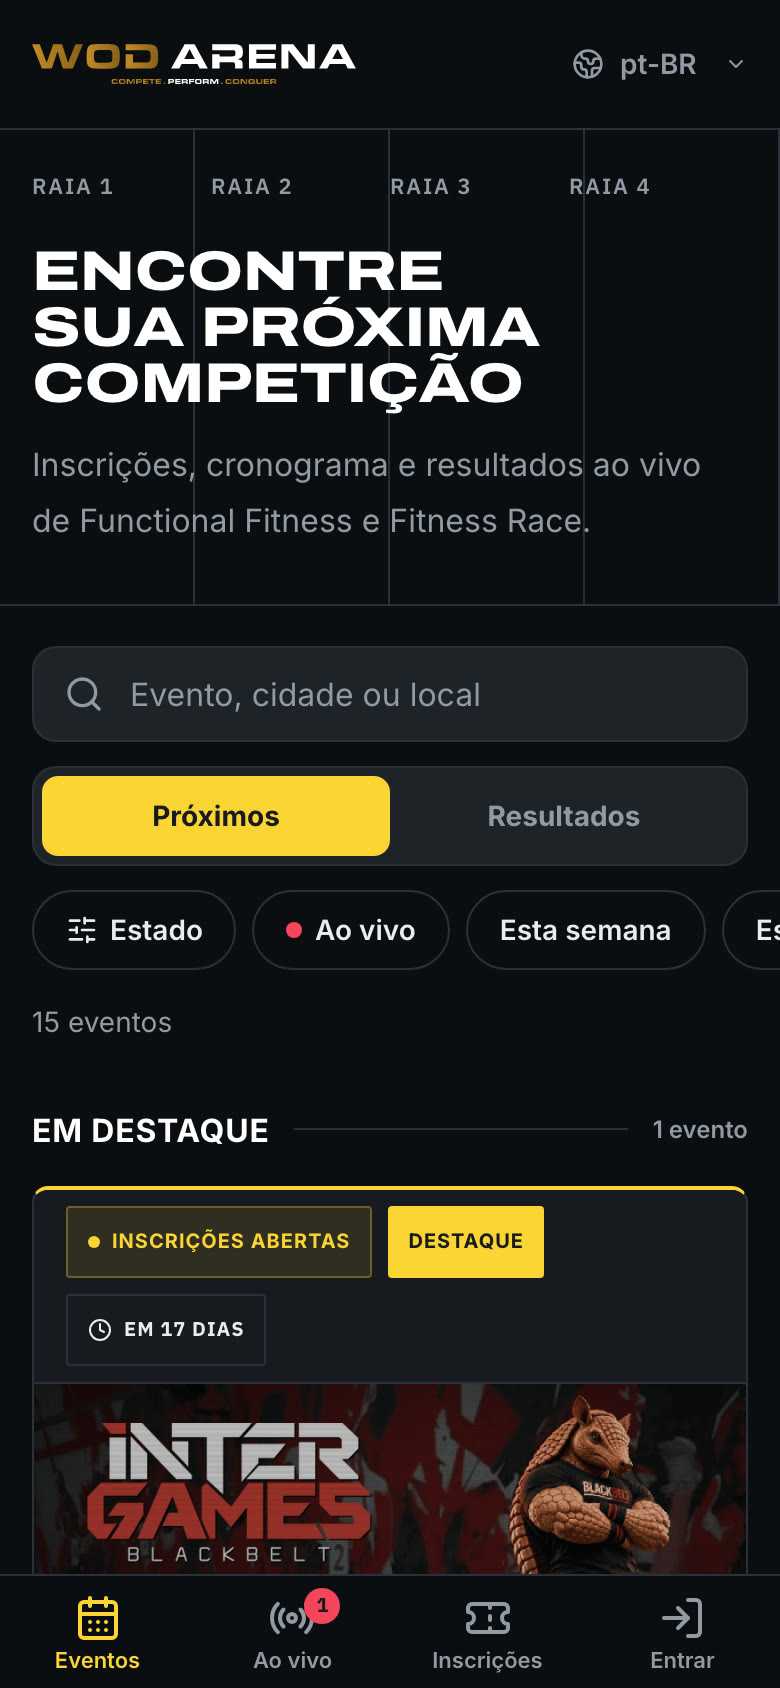 WOD ARENA
COMPETE.PERFORM.CONQUER
pt-BR
RAIA 1
RAIA 2
RAIA 3
RAIA 4
ENCONTRE
SUA PRÓXIMA
COMPETIÇÃO
Inscrições, cronograma e resultados ao vivo
de Functional Fitness e Fitness Race.
Evento, cidade ou local
Próximos
Resultados
Estado
Ao vivo
Esta semana
Es
15 eventos
EM DESTAQUE
1 evento
INSCRIÇÕES ABERTAS
DESTAQUE
EM 17 DIAS
INTER
GAMES
BLACKBELT
BLACKBELT
Eventos
Ao vivo
1
Inscrições
Entrar